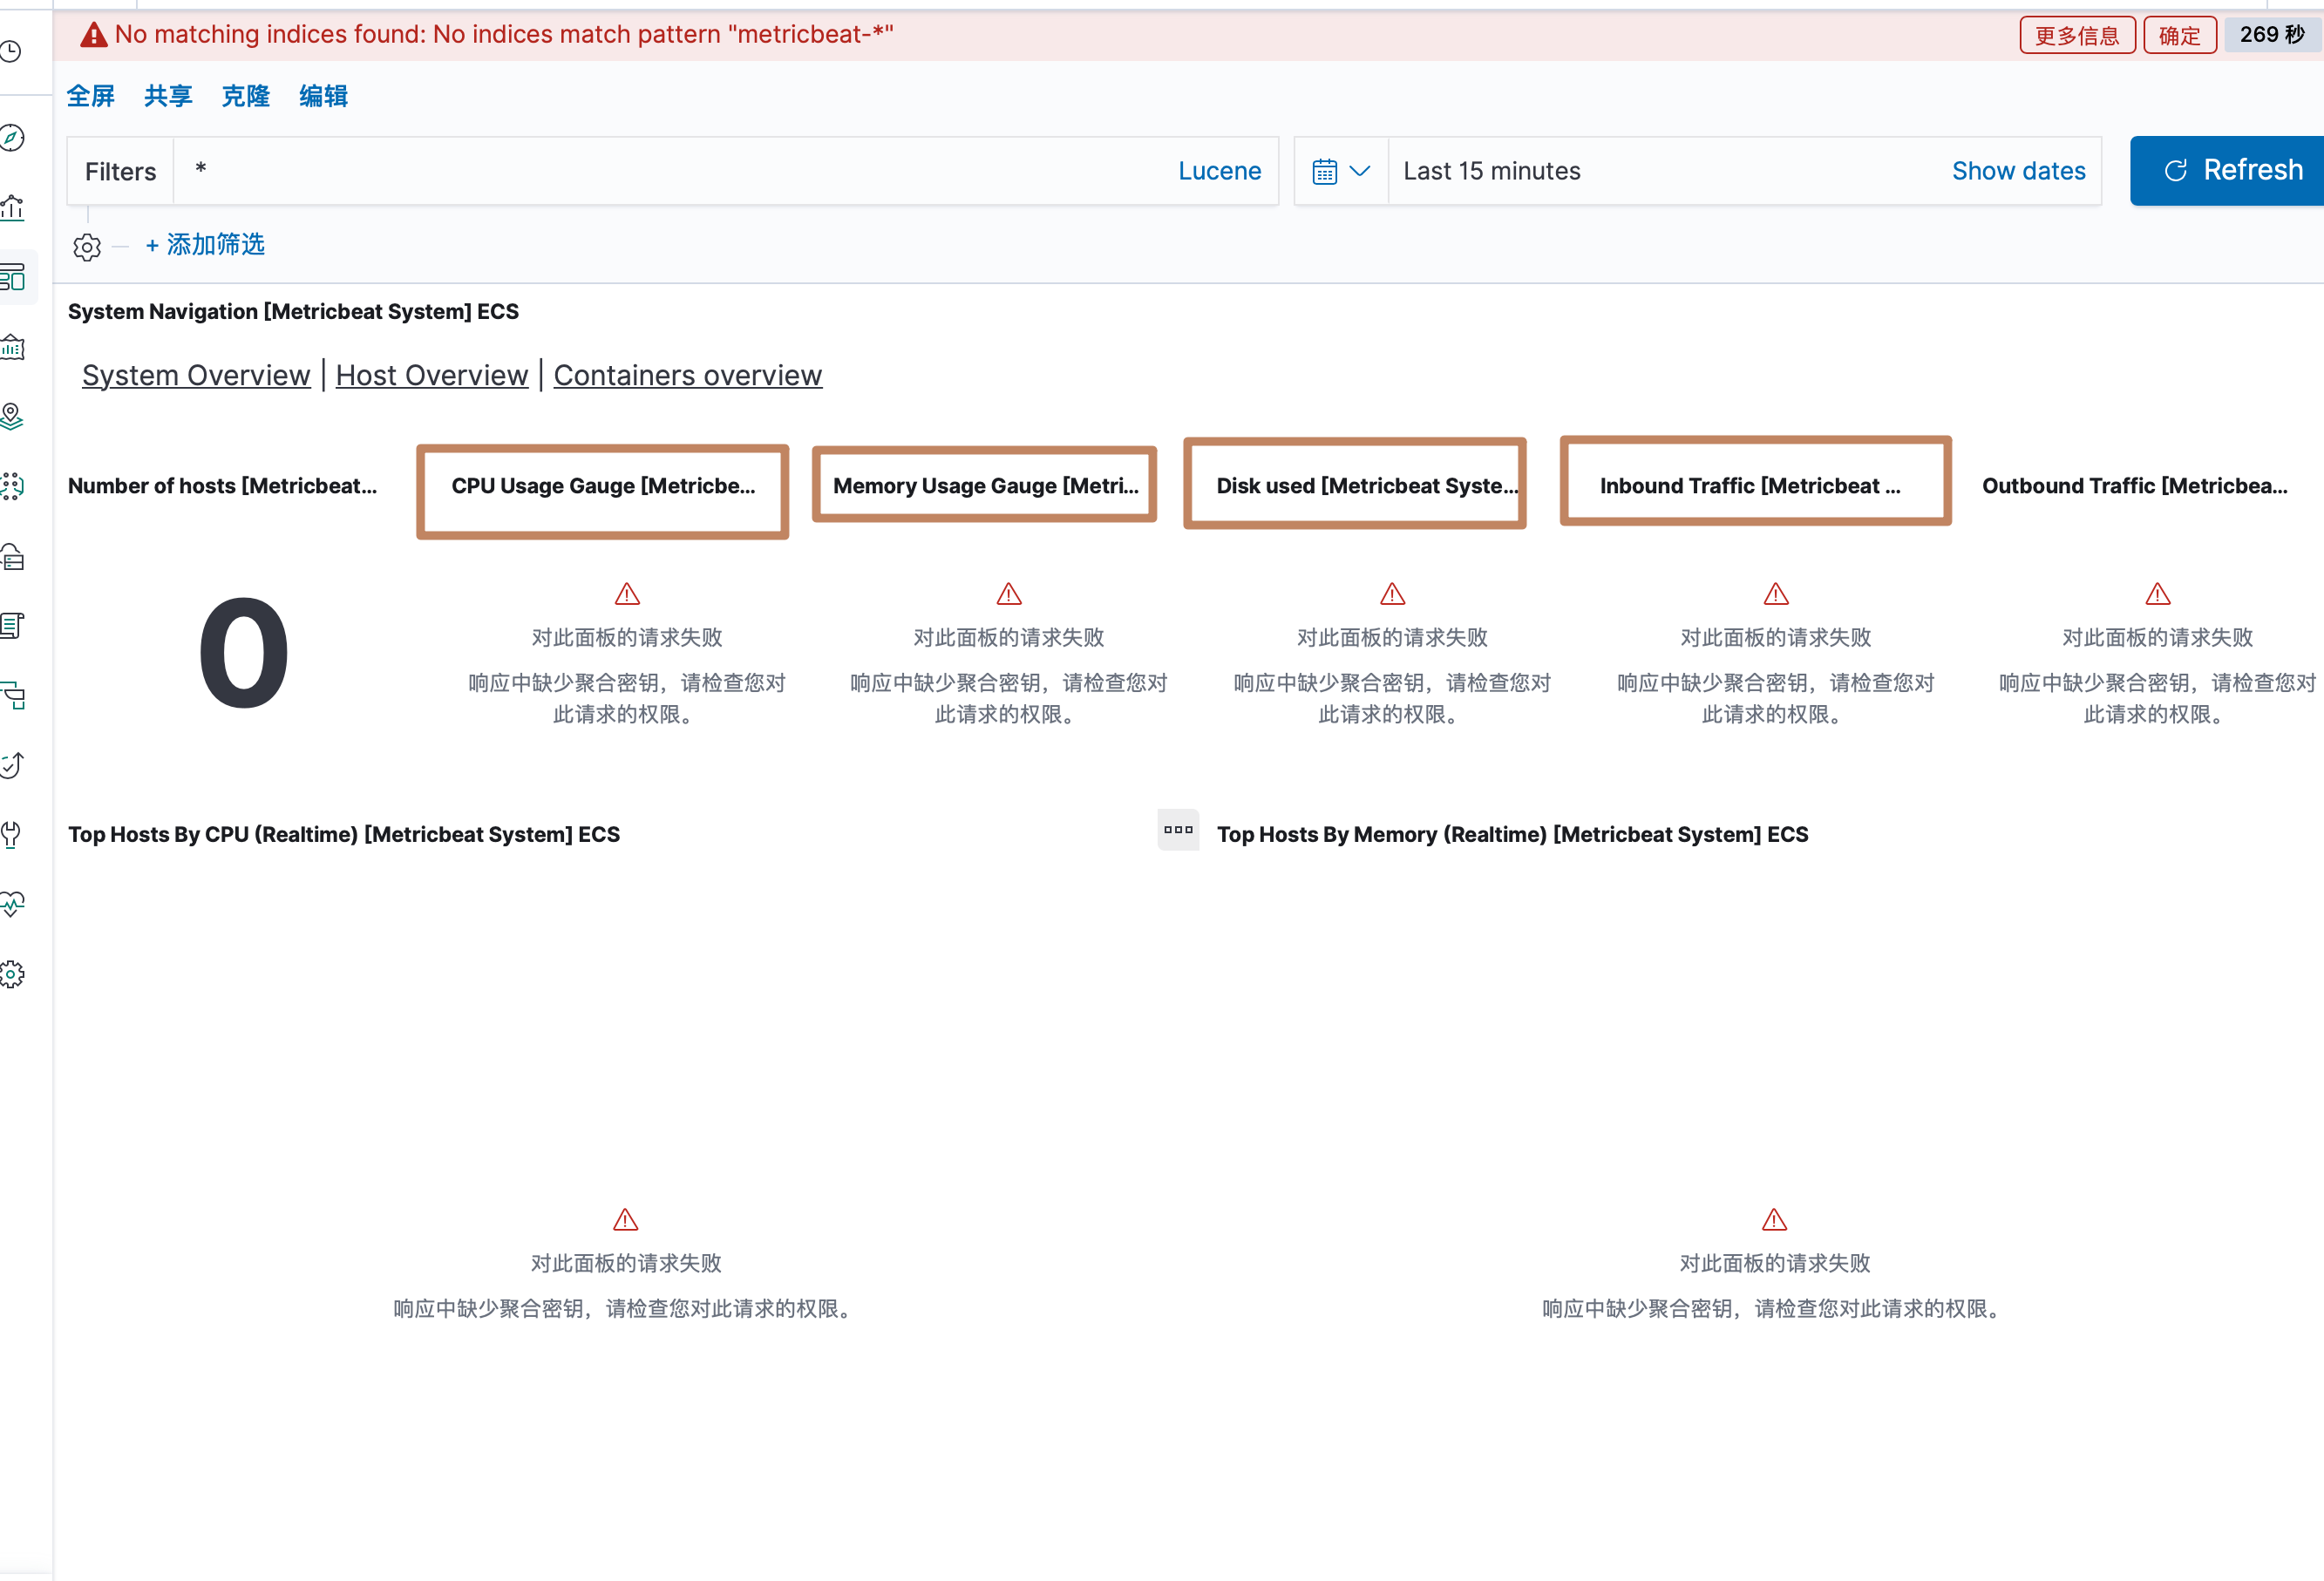 No matching indices found: No indices match pattern "metricbeat-*"
更多信息
确定
269 秒
全屏 共享 克隆 编辑
Filters * Lucene
Last 15 minutes Show dates
Refresh
+ 添加筛选
System Navigation [Metricbeat System] ECS
System Overview | Host Overview | Containers overview
Number of hosts [Metricbeat...
0
CPU Usage Gauge [Metricbe...
对此面板的请求失败
响应中缺少聚合密钥，请检查您对
此请求的权限。
Memory Usage Gauge [Metri...
对此面板的请求失败
响应中缺少聚合密钥，请检查您对
此请求的权限。
Disk used [Metricbeat Syste...
对此面板的请求失败
响应中缺少聚合密钥，请检查您对
此请求的权限。
Inbound Traffic [Metricbeat ...
对此面板的请求失败
响应中缺少聚合密钥，请检查您对
此请求的权限。
Outbound Traffic [Metricbea...
对此面板的请求失败
响应中缺少聚合密钥，请检查您对
此请求的权限。
Top Hosts By CPU (Realtime) [Metricbeat System] ECS
对此面板的请求失败
响应中缺少聚合密钥，请检查您对此请求的权限。
Top Hosts By Memory (Realtime) [Metricbeat System] ECS
对此面板的请求失败
响应中缺少聚合密钥，请检查您对此请求的权限。